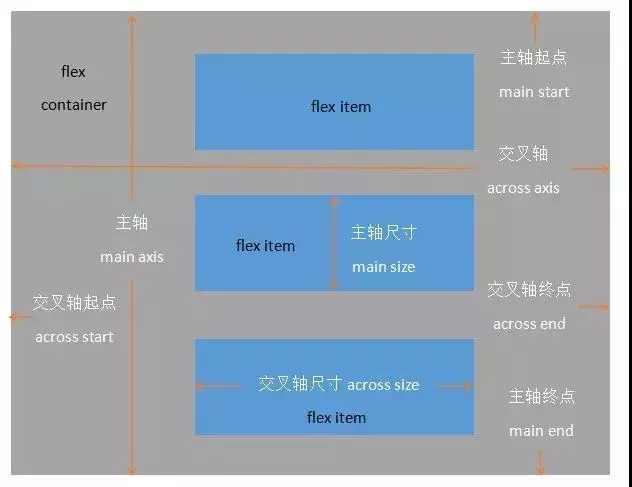 flex
container
flex item
主轴起点
main start
交叉轴
across axis
主轴
main axis
flex item
主轴尺寸
main size
交叉轴起点
across start
交叉轴终点
across end
交叉轴尺寸 across size
flex item
主轴终点
main end